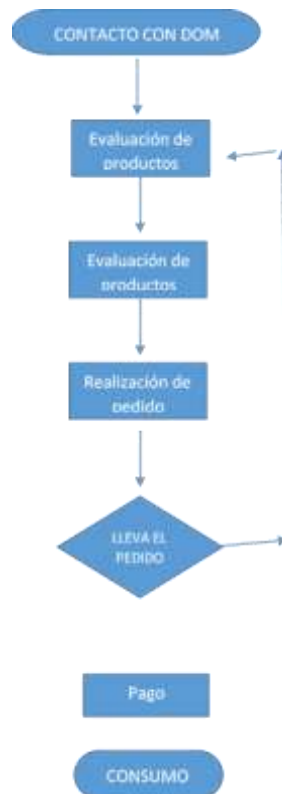 CONTACTO CON DOM
Evaluación de
productos
Evaluación de
productos
Realización de
pedido
LLEVA EL
PEDIDO
Pago
CONSUMO